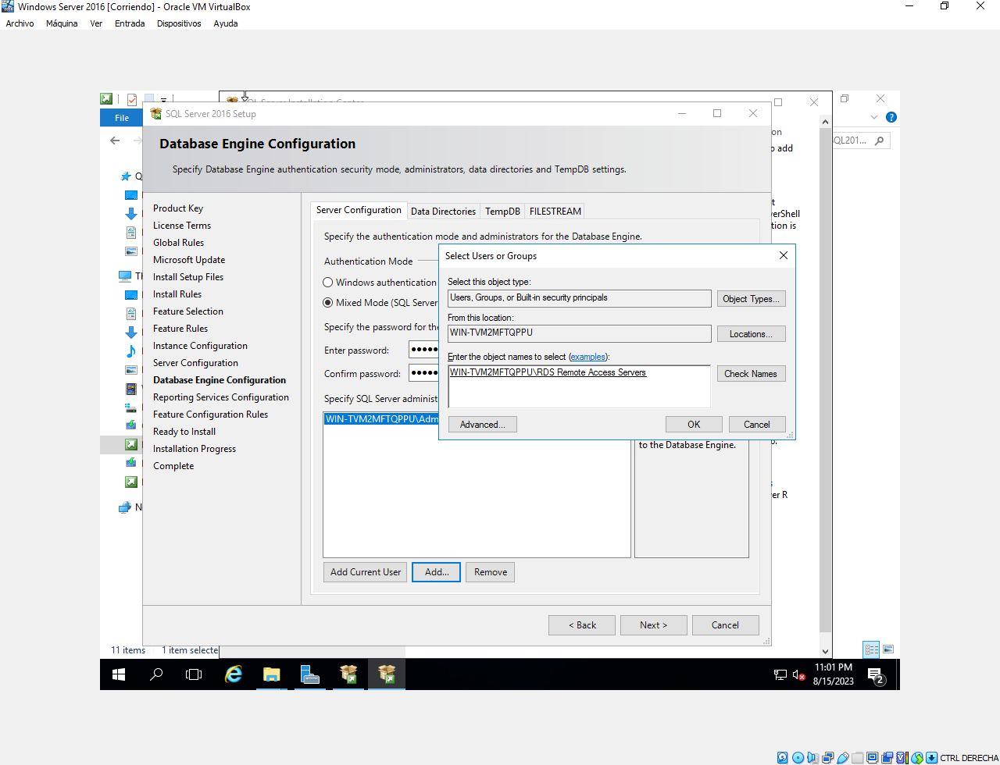 Windows Server 2016 [Corriendo] - Oracle VM VirtualBox
Archivo Máquina Ver Entrada Dispositivos Ayuda
SQL Server Installation Center
File
SQL Server 2016 Setup
Database Engine Configuration
Specify Database Engine authentication security mode, administrators, data directories and TempDB settings.
on
o add
QL201...
Product Key
License Terms
Global Rules
Microsoft Update
Install Setup Files
Install Rules
Feature Selection
Feature Rules
Instance Configuration
Server Configuration
Database Engine Configuration
Reporting Services Configuration
Feature Configuration Rules
Ready to Install
Installation Progress
Complete
Server Configuration Data Directories TempDB FILESTREAM
Specify the authentication mode and administrators for the Database Engine.
Authentication Mode
Windows authentication
Mixed Mode (SQL Server
Specify the password for the
Enter password: ●●●●●
Confirm password: ●●●●●
Specify SQL Server administ
WIN-TVM2MFTQPPU\Adm
to the Database Engine.
Add Current User Add... Remove
< Back Next > Cancel
Select Users or Groups
Select this object type:
Users, Groups, or Built-in security principals
Object Types...
From this location:
WIN-TVM2MFTQPPU
Locations...
Enter the object names to select (examples):
WIN-TVM2MFTQPPU\RDS Remote Access Servers
Check Names
Advanced... OK Cancel
t
verShell
tion is
o.
s
er R
Q
Th
N
11 items 1 item selecte
11:01 PM
8/15/2023
2
CTRL DERECHA